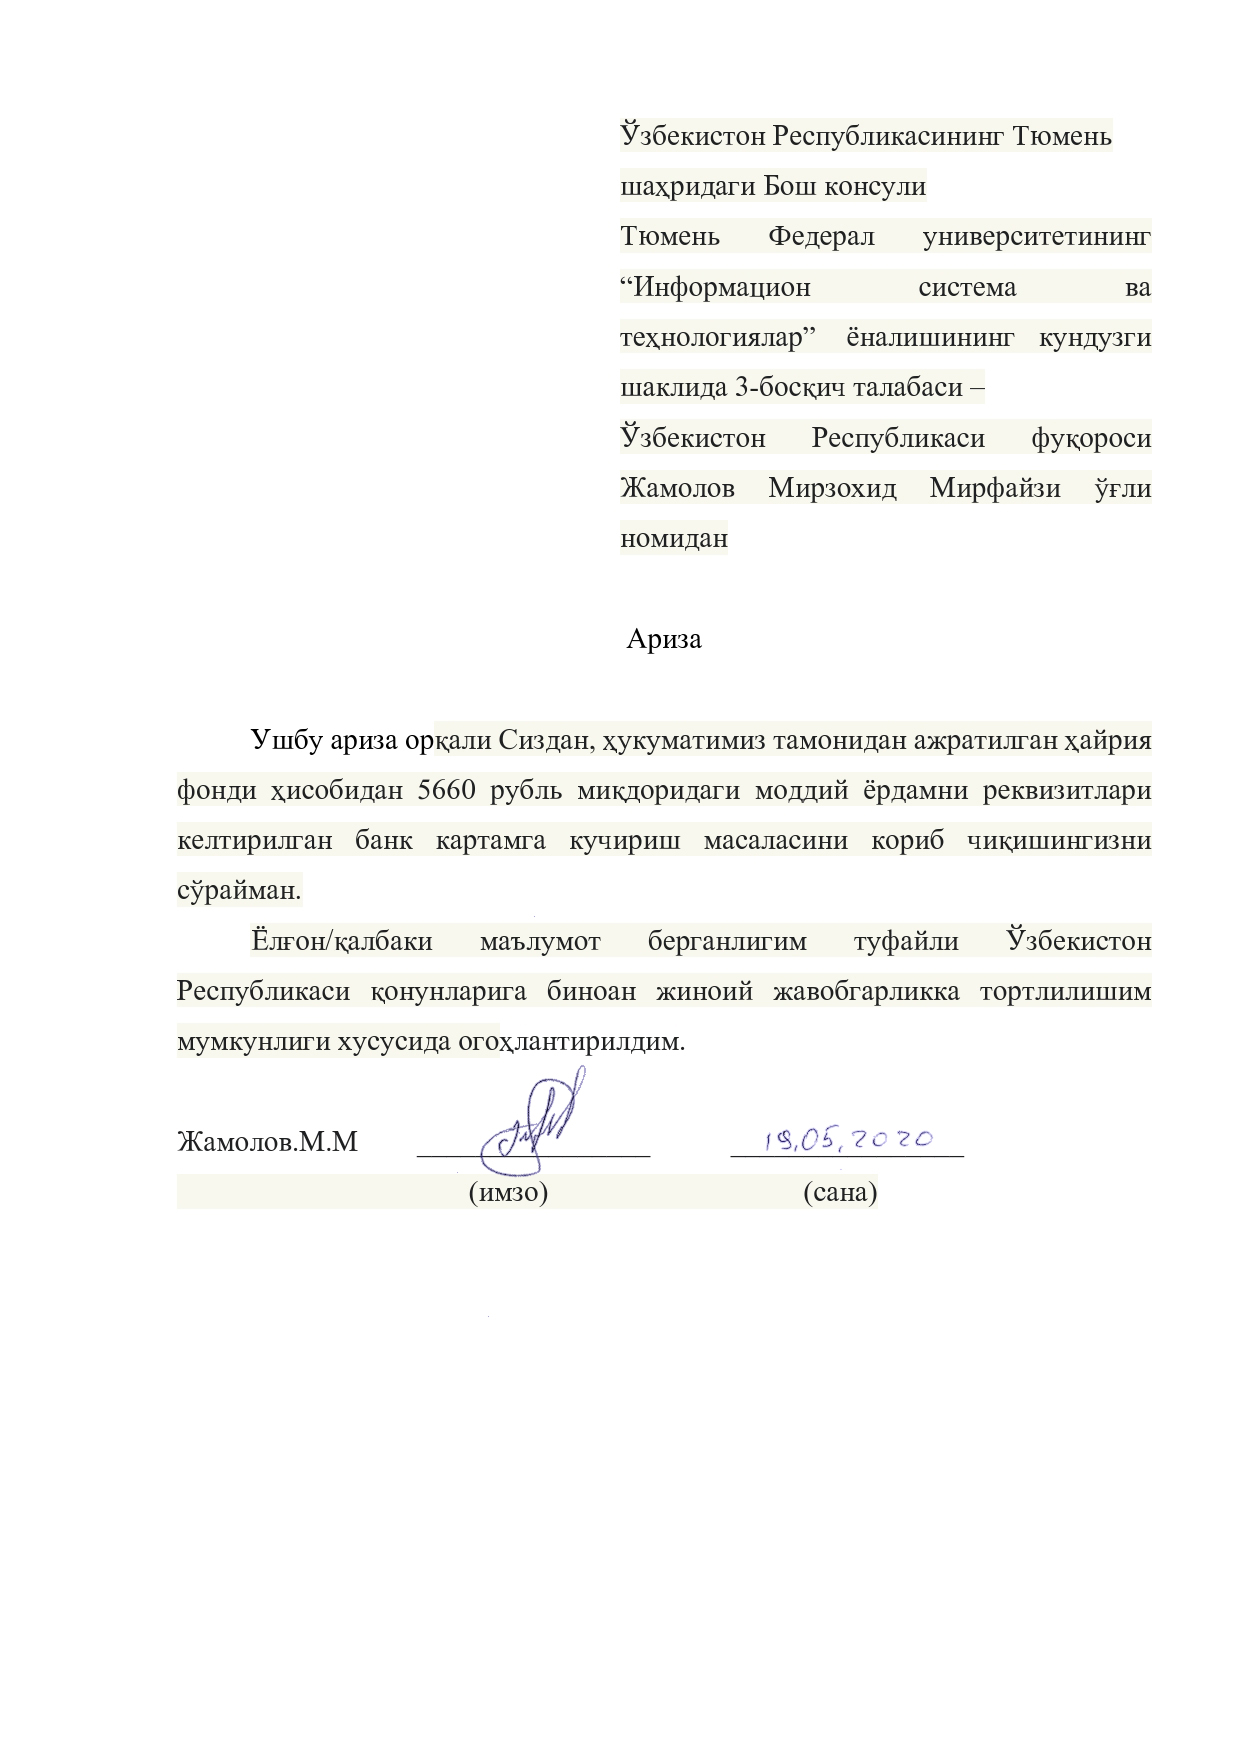 Ўзбекистон Республикасининг Тюмень
шаҳридаги Бош консули
Тюмень Федерал университетининг
“Информацион система ва
теҳнологиялар” ёналишининг кундузги
шаклида 3-босқич талабаси –
Ўзбекистон Республикаси фуқороси
Жамолов Мирзохид Мирфайзи ўғли
номидан
Ариза
Ушбу ариза орқали Сиздан, ҳукуматимиз тамонидан ажратилган ҳайрия
фонди ҳисобидан 5660 рубль миқдоридаги моддий ёрдамни реквизитлари
келтирилган банк картамга кучириш масаласини кориб чиқишингизни
сўрайман.
Ёлғон/қалбаки маълумот берганлигим туфайли Ўзбекистон
Республикаси қонунларига биноан жиноий жавобгарликка тортлилишим
мумкунлиги хусусида огоҳлантирилдим.
Жамолов.М.М ________________ 19.05.2020
(имзо) (сана)